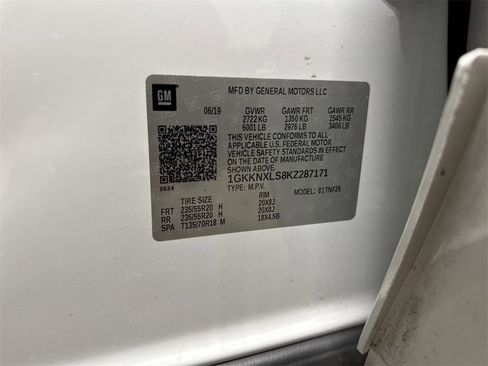 GM
MFD BY GENERAL MOTORS LLC
06/19 GVWR GAWR FRT GAWR RR
2722 KG 1350 KG 1545 KG
6001 LB 2976 LB 3406 LB
THIS VEHICLE CONFORMS TO ALL
APPLICABLE U.S. FEDERAL MOTOR
VEHICLE SAFETY STANDARDS IN EFFECT
ON THE DATE OF MANUFACTURE
SHOWN ABOVE.
1GKKNXLS8KZ287171
8624
TYPE: M.P.V. MODEL: 81TNF26
TIRE SIZE RIM
FRT 235/55R20 H 20X8J
RR 235/55R20 H 20X8J
SPA T135/70R18 M 18X4.5B